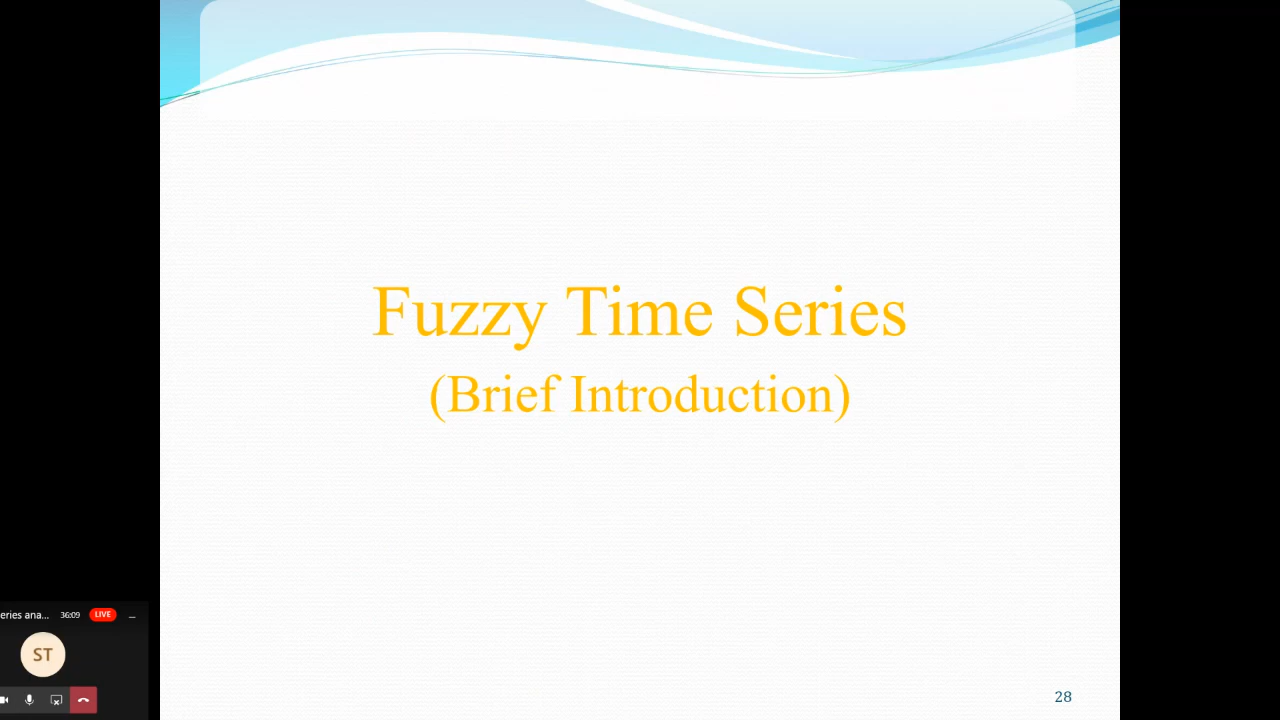 Fuzzy Time Series
(Brief Introduction)
eries ana... 36:09 LIVE
ST
28